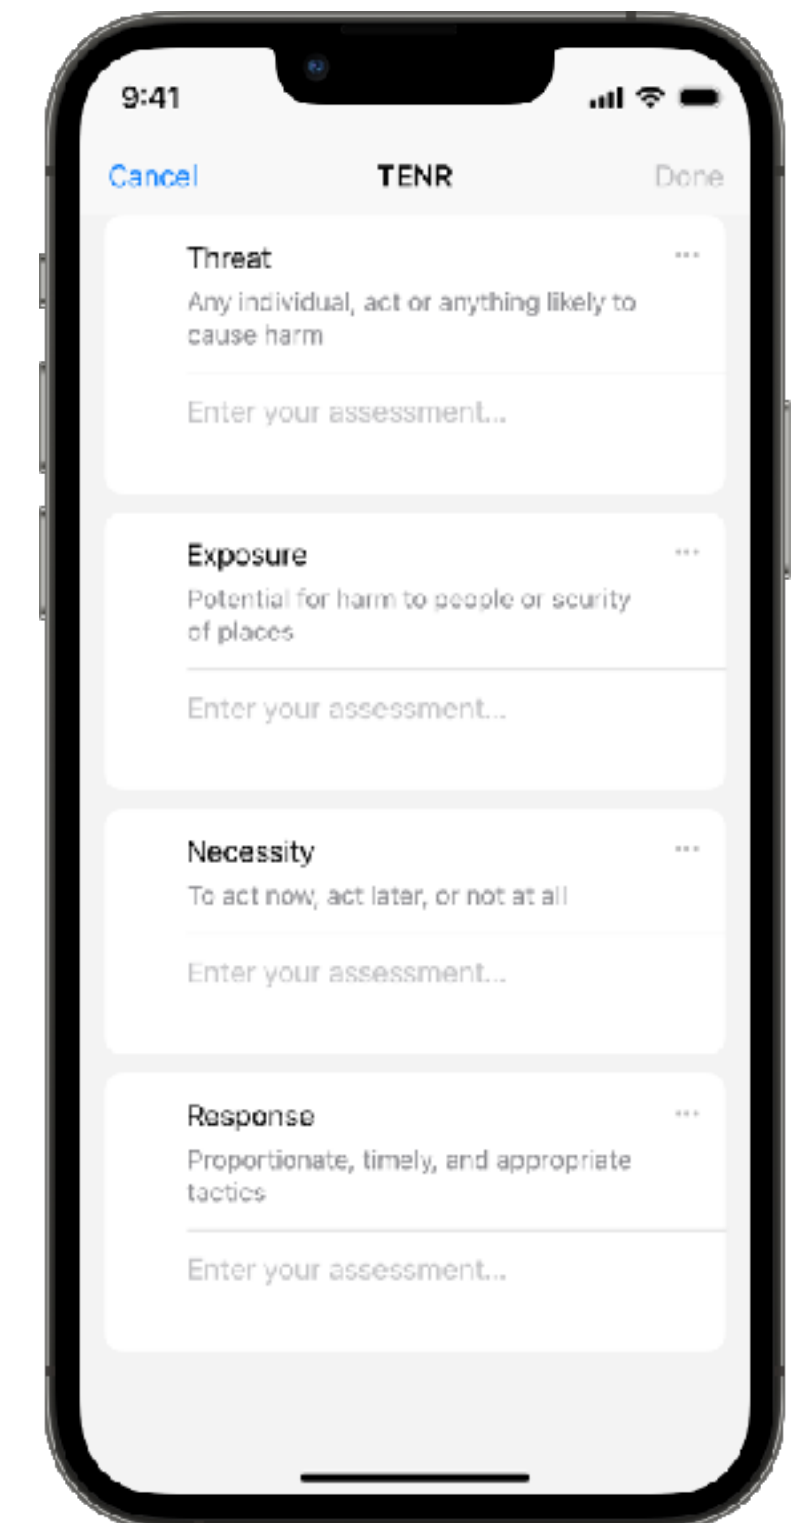 9:41
Cancel TENR Done
Threat
Any individual, act or anything likely to
cause harm
Enter your assessment...
Exposure
Potential for harm to people or scurity
of places
Enter your assessment...
Necessity
To act now, act later, or not at all
Enter your assessment...
Response
Proportionate, timely, and appropriate
tactics
Enter your assessment...